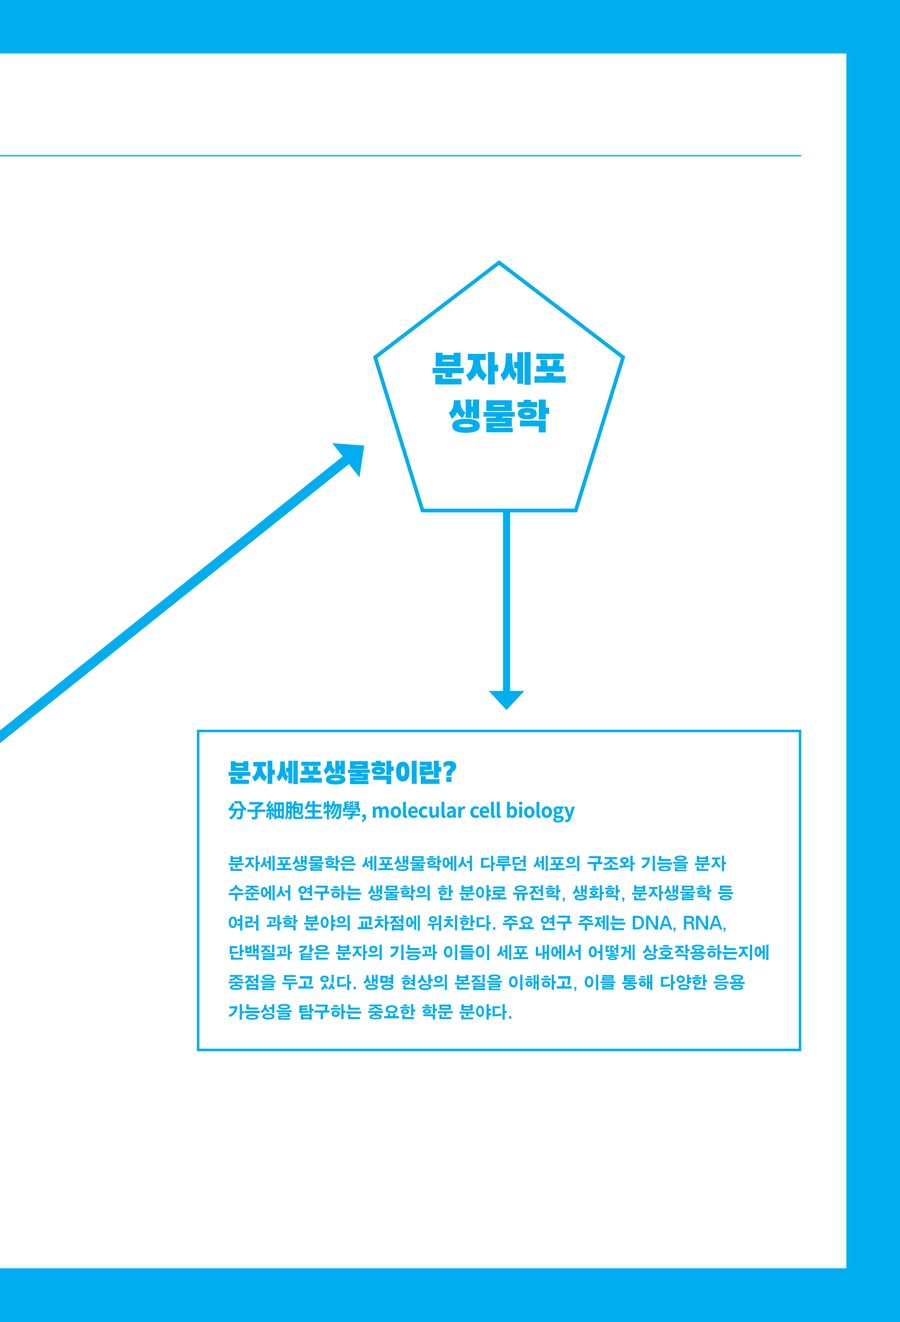 분자세포
생물학
분자세포생물학이란?
分子細胞生物學, molecular cell biology
분자세포생물학은 세포생물학에서 다루던 세포의 구조와 기능을 분자
수준에서 연구하는 생물학의 한 분야로 유전학, 생화학, 분자생물학 등
여러 과학 분야의 교차점에 위치한다. 주요 연구 주제는 DNA, RNA,
단백질과 같은 분자의 기능과 이들이 세포 내에서 어떻게 상호작용하는지에
중점을 두고 있다. 생명 현상의 본질을 이해하고, 이를 통해 다양한 응용
가능성을 탐구하는 중요한 학문 분야다.